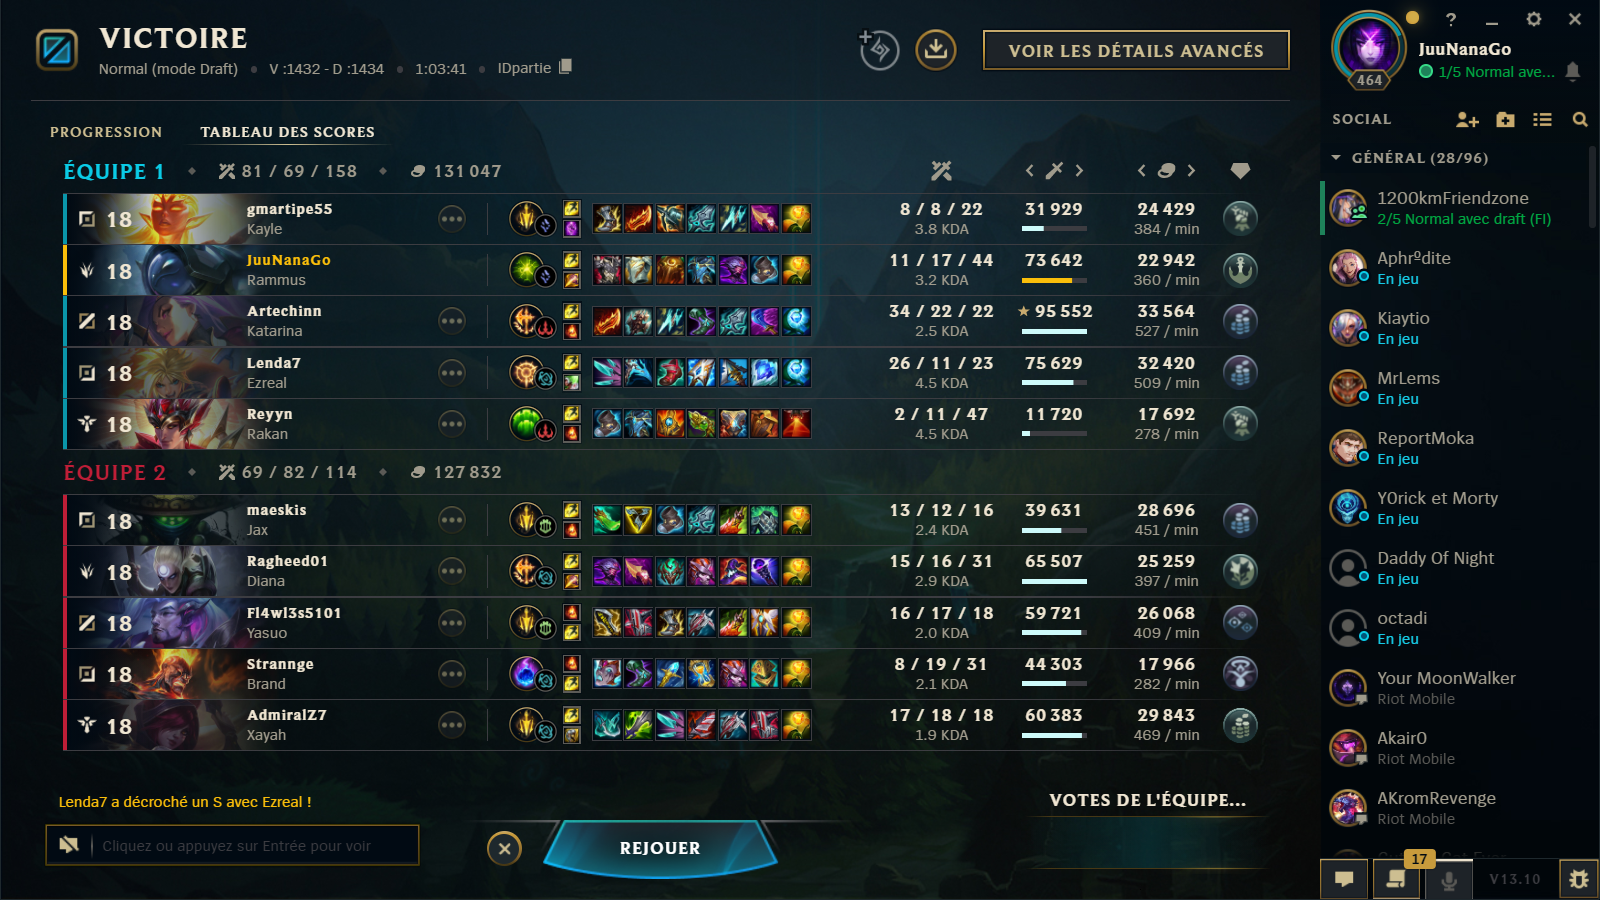 VICTOIRE
Normal (mode Draft) • V :1432 - D :1434 • 1:03:41 • IDpartie
VOIR LES DÉTAILS AVANCÉS
PROGRESSION TABLEAU DES SCORES
ÉQUIPE 1 81 / 69 / 158 131 047
18 gmartipe55 8 / 8 / 22 31 929 24 429
Kayle 3.8 KDA 384 / min
18 JuuNanaGo 11 / 17 / 44 73 642 22 942
Rammus 3.2 KDA 360 / min
18 Artechinn 34 / 22 / 22 95 552 33 564
Katarina 2.5 KDA 527 / min
18 Lenda7 26 / 11 / 23 75 629 32 420
Ezreal 4.5 KDA 509 / min
18 Reyyn 2 / 11 / 47 11 720 17 692
Rakan 4.5 KDA 278 / min
ÉQUIPE 2 69 / 82 / 114 127 832
18 maeskis 13 / 12 / 16 39 631 28 696
Jax 2.4 KDA 451 / min
18 Ragheed01 15 / 16 / 31 65 507 25 259
Diana 2.9 KDA 397 / min
18 Fl4wl3s5101 16 / 17 / 18 59 721 26 068
Yasuo 2.0 KDA 409 / min
18 Strannge 8 / 19 / 31 44 303 17 966
Brand 2.1 KDA 282 / min
18 AdmiralZ7 17 / 18 / 18 60 383 29 843
Xayah 1.9 KDA 469 / min
Lenda7 a décroché un S avec Ezreal !
Cliquez ou appuyez sur Entrée pour voir
REJOUER
VOTES DE L'ÉQUIPE...
JuuNanaGo
464
1/5 Normal ave...
SOCIAL
GÉNÉRAL (28/96)
1200kmFriendzone
2/5 Normal avec draft (FI)
Aphrºdite
En jeu
Kiaytio
En jeu
MrLems
En jeu
ReportMoka
En jeu
Y0rick et Morty
En jeu
Daddy Of Night
En jeu
octadi
En jeu
Your MoonWalker
Riot Mobile
Akair0
Riot Mobile
AKromRevenge
Riot Mobile
17
V13.10